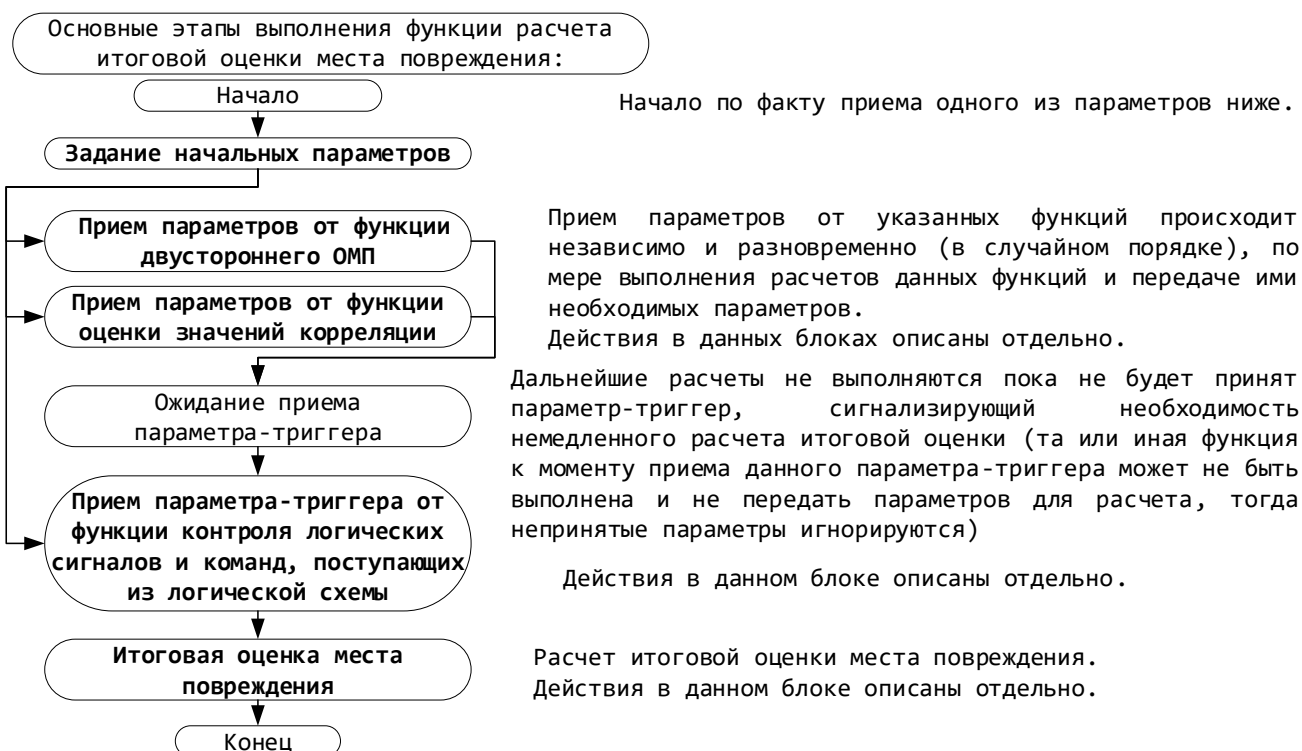 Основные этапы выполнения функции расчета
итоговой оценки места повреждения:
Начало
Начало по факту приема одного из параметров ниже.
Задание начальных параметров
Прием параметров от функции
двустороннего ОМП
Прием параметров от функции
оценки значений корреляции
Прием параметров от указанных функций происходит
независимо и разновременно (в случайном порядке), по
мере выполнения расчетов данных функций и передаче ими
необходимых параметров.
Действия в данных блоках описаны отдельно.
Ожидание приема
параметра-триггера
Дальнейшие расчеты не выполняются пока не будет принят
параметр-триггер, сигнализирующий необходимость
немедленного расчета итоговой оценки (та или иная функция
к моменту приема данного параметра-триггера может не быть
выполнена и не передать параметров для расчета, тогда
непринятые параметры игнорируются)
Прием параметра-триггера от
функции контроля логических
сигналов и команд, поступающих
из логической схемы
Действия в данном блоке описаны отдельно.
Итоговая оценка места
повреждения
Расчет итоговой оценки места повреждения.
Действия в данном блоке описаны отдельно.
Конец